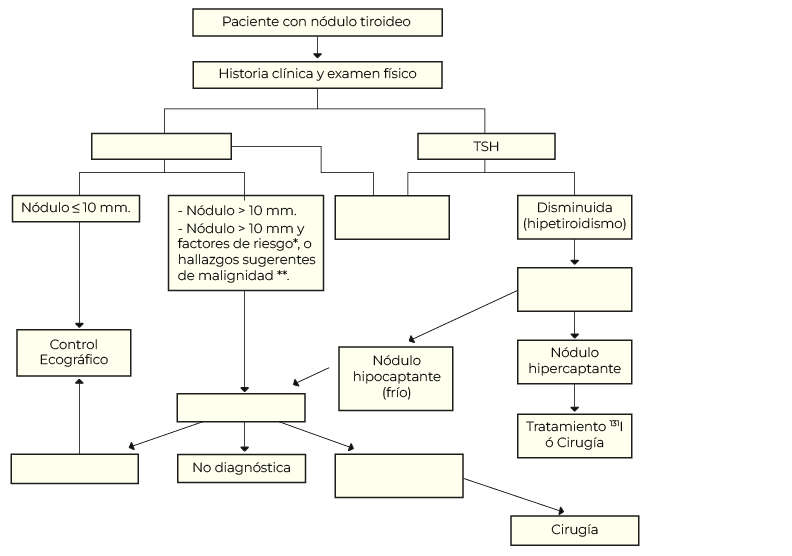 Paciente con nódulo tiroideo
Historia clínica y examen físico
TSH
Nódulo ≤ 10 mm.
- Nódulo > 10 mm.
- Nódulo > 10 mm y
factores de riesgo*, o
hallazgos sugerentes
de malignidad **.
Disminuida
(hipetiroidismo)
Control
Ecográfico
Nódulo
hipocaptante
(frío)
Nódulo
hipercaptante
Tratamiento ¹³¹I
ó Cirugía
No diagnóstica
Cirugía